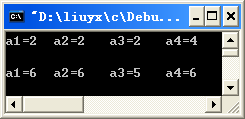 "D:\liuyx\c\Debu...
a1=2 a2=2 a3=2 a4=4
a1=6 a2=6 a3=5 a4=6